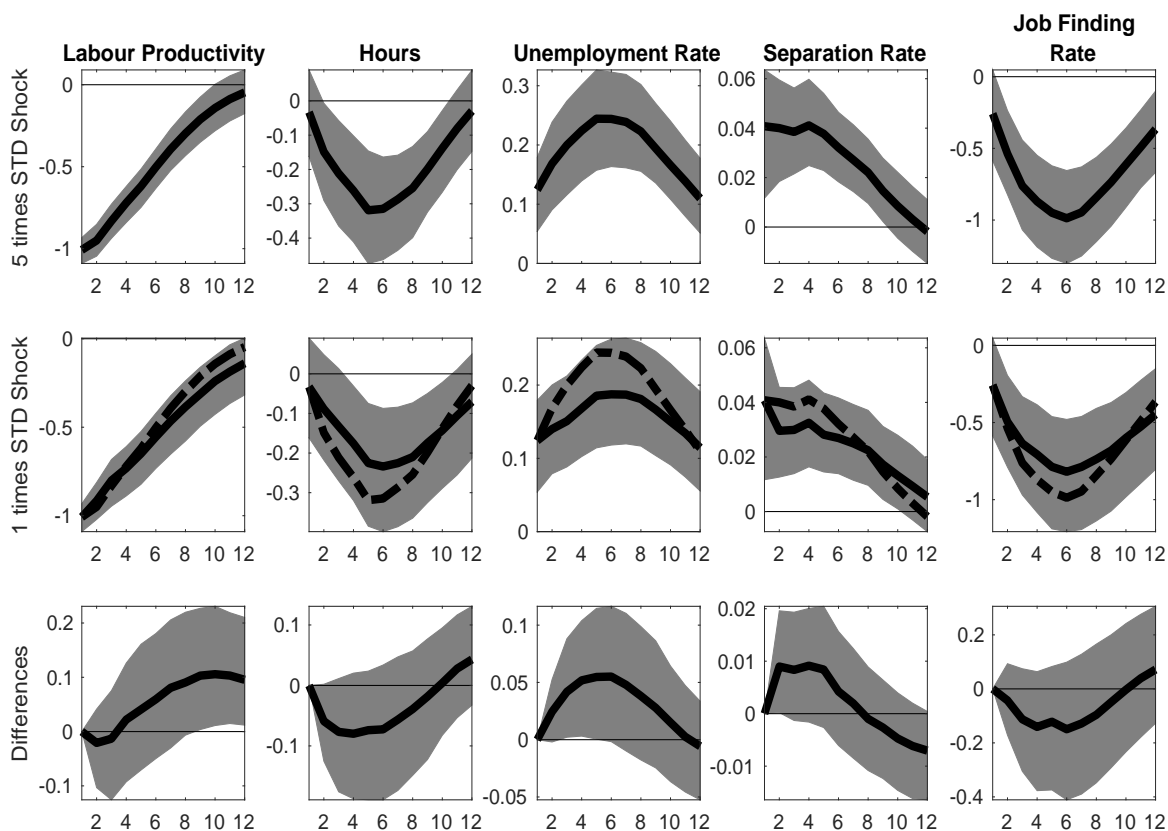 Labour Productivity
Hours
Unemployment Rate
Separation Rate
Job Finding
Rate
5 times STD Shock
0
-0.5
-1
2 4 6 8 10 12
0
-0.1
-0.2
-0.3
-0.4
2 4 6 8 10 12
0.3
0.2
0.1
0
2 4 6 8 10 12
0.06
0.04
0.02
0
2 4 6 8 10 12
0
-0.5
-1
2 4 6 8 10 12
1 times STD Shock
0
-0.5
-1
2 4 6 8 10 12
0
-0.1
-0.2
-0.3
2 4 6 8 10 12
0.2
0.1
0
2 4 6 8 10 12
0.06
0.04
0.02
0
2 4 6 8 10 12
0
-0.5
-1
2 4 6 8 10 12
Differences
0.2
0.1
0
-0.1
2 4 6 8 10 12
0.1
0
-0.1
2 4 6 8 10 12
0.1
0.05
0
-0.05
2 4 6 8 10 12
0.02
0.01
0
-0.01
2 4 6 8 10 12
0.2
0
-0.2
-0.4
2 4 6 8 10 12